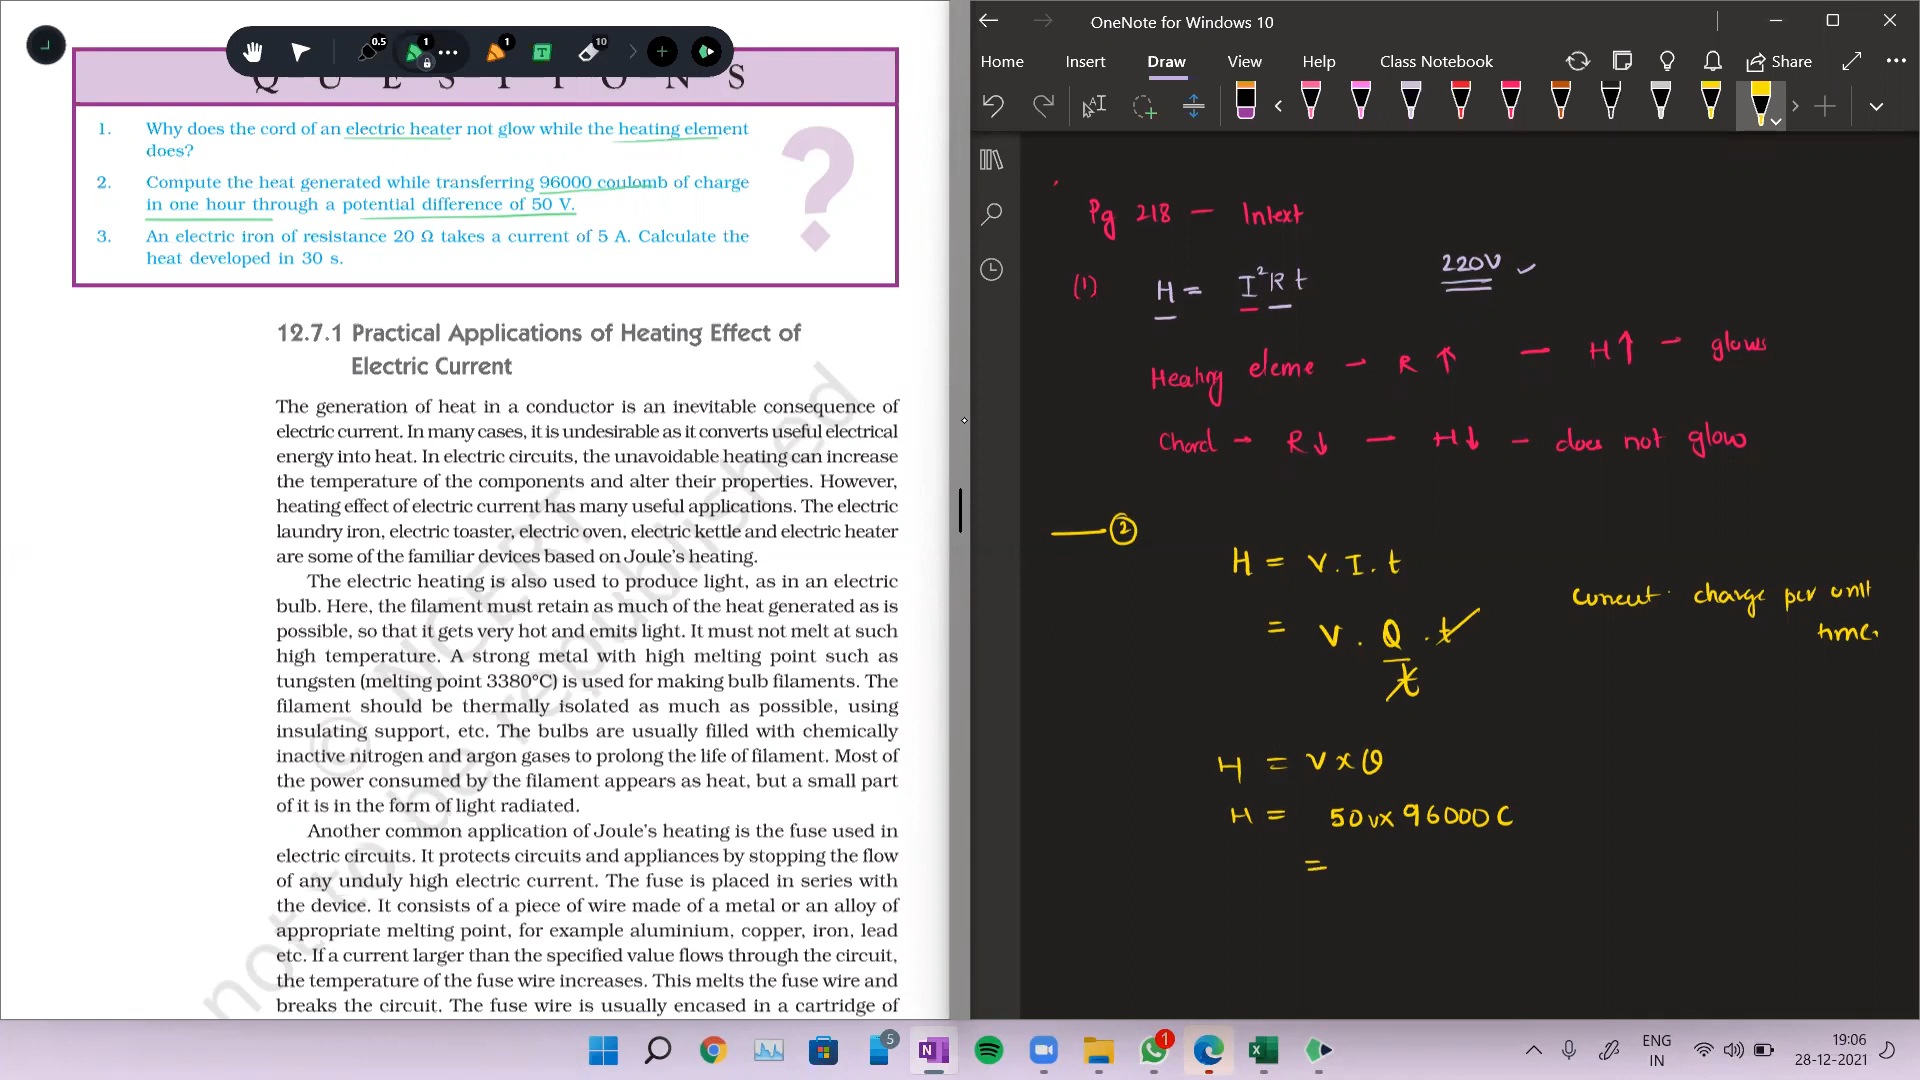 0.5
1
1
10
QUESTIONS
1. Why does the cord of an electric heater not glow while the heating element
does?
2. Compute the heat generated while transferring 96000 coulomb of charge
in one hour through a potential difference of 50 V.
3. An electric iron of resistance 20 Ω takes a current of 5 A. Calculate the
heat developed in 30 s.
?
12.7.1 Practical Applications of Heating Effect of
Electric Current
The generation of heat in a conductor is an inevitable consequence of
electric current. In many cases, it is undesirable as it converts useful electrical
energy into heat. In electric circuits, the unavoidable heating can increase
the temperature of the components and alter their properties. However,
heating effect of electric current has many useful applications. The electric
laundry iron, electric toaster, electric oven, electric kettle and electric heater
are some of the familiar devices based on Joule's heating.
The electric heating is also used to produce light, as in an electric
bulb. Here, the filament must retain as much of the heat generated as is
possible, so that it gets very hot and emits light. It must not melt at such
high temperature. A strong metal with high melting point such as
tungsten (melting point 3380°C) is used for making bulb filaments. The
filament should be thermally isolated as much as possible, using
insulating support, etc. The bulbs are usually filled with chemically
inactive nitrogen and argon gases to prolong the life of filament. Most of
the power consumed by the filament appears as heat, but a small part
of it is in the form of light radiated.
Another common application of Joule's heating is the fuse used in
electric circuits. It protects circuits and appliances by stopping the flow
of any unduly high electric current. The fuse is placed in series with
the device. It consists of a piece of wire made of a metal or an alloy of
appropriate melting point, for example aluminium, copper, iron, lead
etc. If a current larger than the specified value flows through the circuit,
the temperature of the fuse wire increases. This melts the fuse wire and
breaks the circuit. The fuse wire is usually encased in a cartridge of
© NCERT
not to be republished
OneNote for Windows 10
Home Insert Draw View Help Class Notebook Share
Pg 218 - Intext
(1) H = I²Rt 220V ✓
Heating eleme - R ↑ - H ↑ - glows
Chord - R↓ - H↓ - does not glow
②
H = V.I.t
current. charge per unit
time.
= V . Q/t . t
H = V x Q
H = 50V x 96000 C
=
5
1
ENG
IN
19:06
28-12-2021